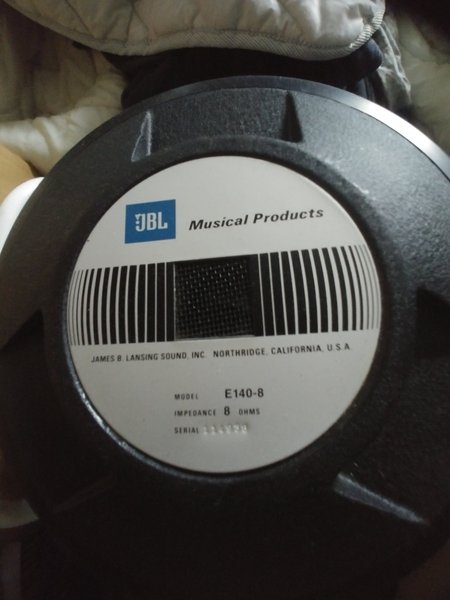 JBL Musical Products
JAMES B. LANSING SOUND, INC. NORTHRIDGE, CALIFORNIA, U.S.A.
MODEL E140-8
IMPEDANCE 8 OHMS
SERIAL